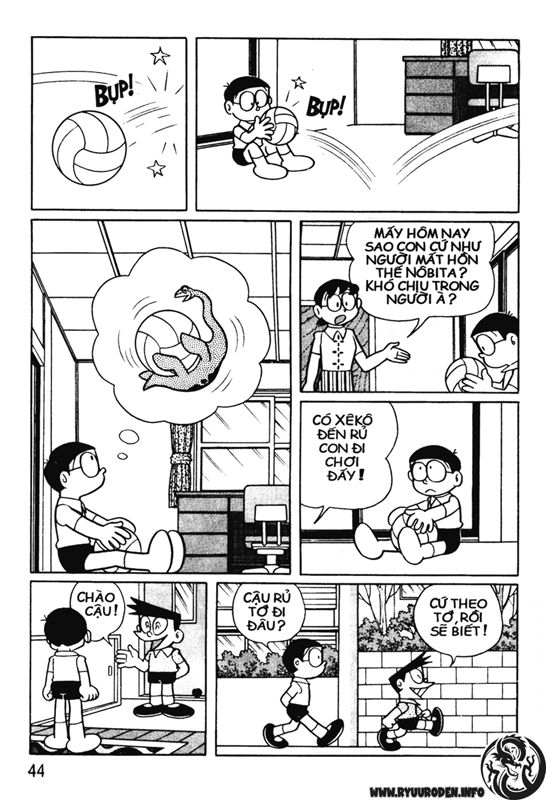 BỤP!
BỤP!
MẤY HÔM NAY
SAO CON CỨ NHƯ
NGƯỜI MẤT HỒN
THẾ NÔBITA?
KHÓ CHỊU TRONG
NGƯỜI À?
CÓ XÊKÔ
ĐẾN RỦ
CON ĐI
CHƠI
ĐẤY!
CHÀO
CẬU!
CẬU RỦ
TỚ ĐI
ĐÂU?
CỨ THEO
TỚ, RỒI
SẼ BIẾT!
44
WWW.RYUURODEN.INFO